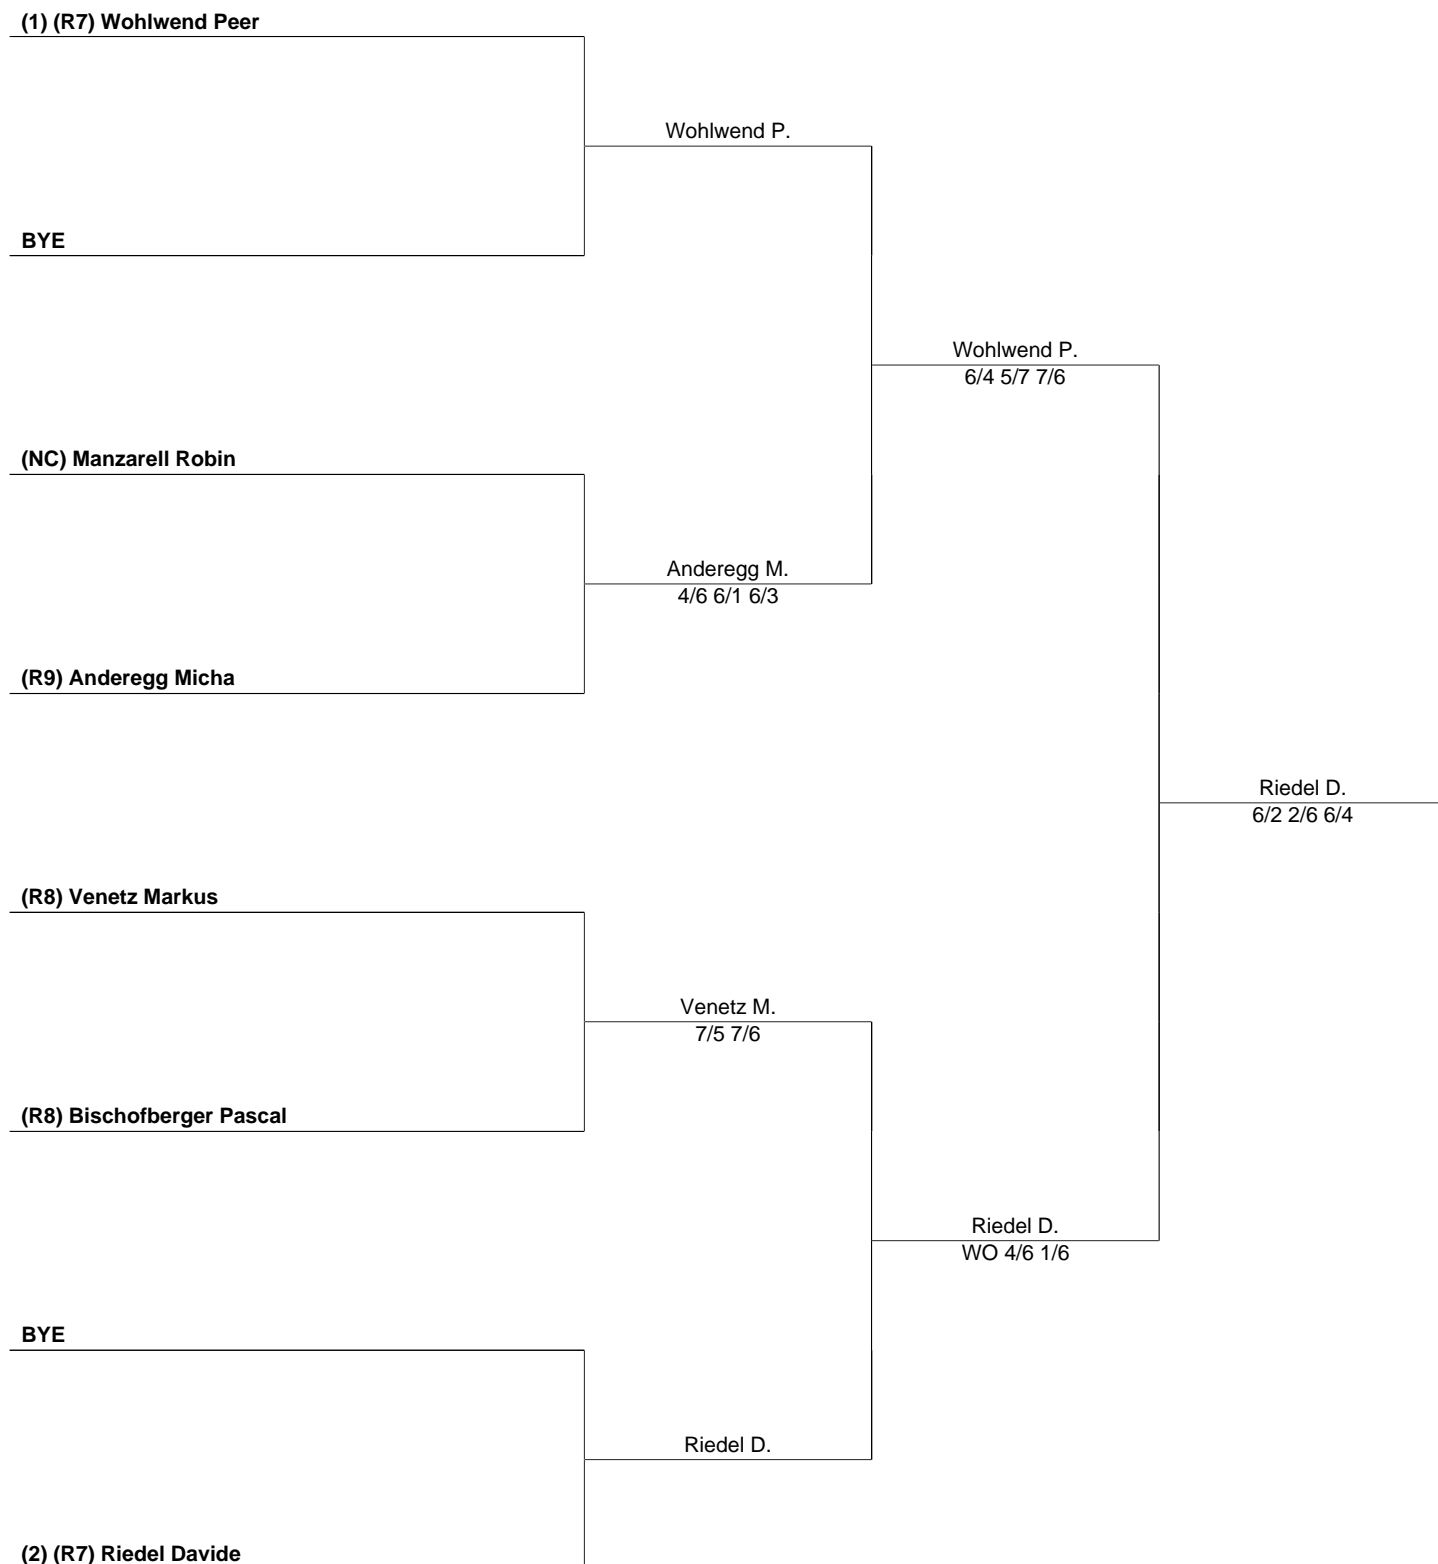 (1) (R7) Wohlwend Peer
Wohlwend P.
BYE
Wohlwend P.
6/4 5/7 7/6
(NC) Manzarell Robin
Anderegg M.
4/6 6/1 6/3
(R9) Anderegg Micha
Riedel D.
6/2 2/6 6/4
(R8) Venetz Markus
Venetz M.
7/5 7/6
(R8) Bischofberger Pascal
Riedel D.
WO 4/6 1/6
BYE
Riedel D.
(2) (R7) Riedel Davide